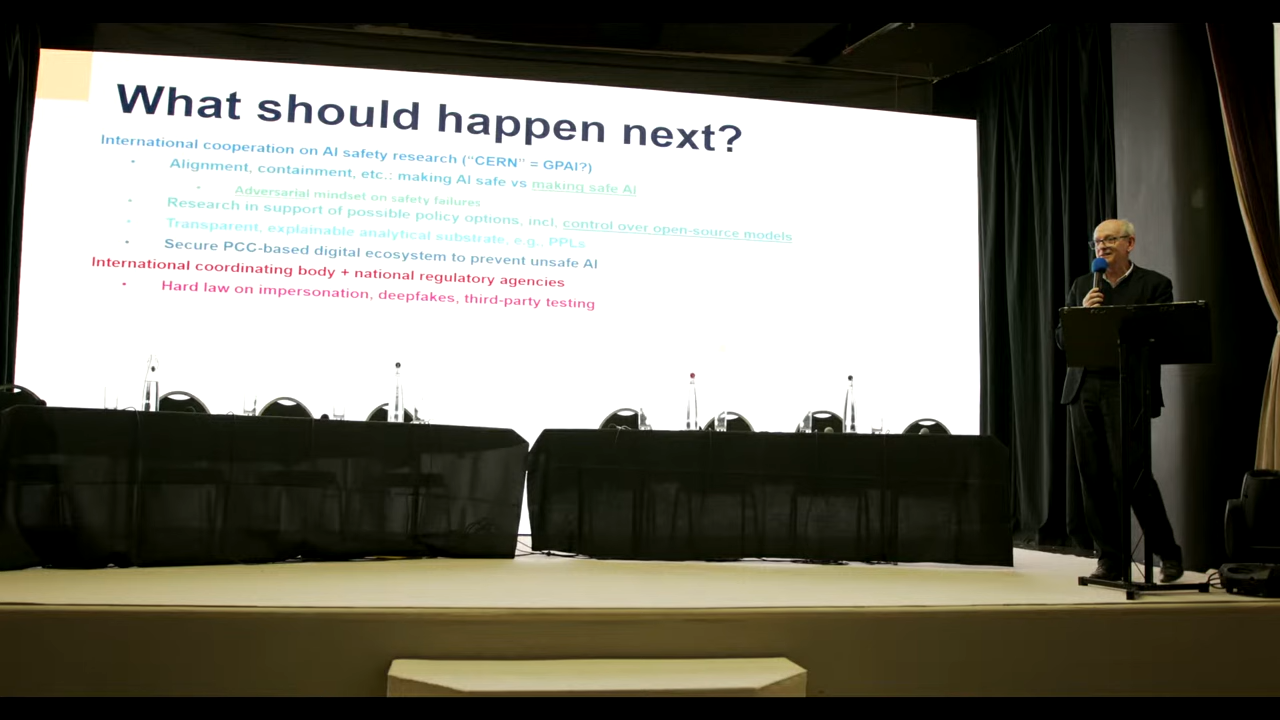 What should happen next?
International cooperation on AI safety research (“CERN” = GPAI?)
• Alignment, containment, etc.: making AI safe vs making safe AI
• Adversarial mindset on safety failures
• Research in support of possible policy options, incl, control over open-source models
• Transparent, explainable analytical substrate, e.g., PPLs
• Secure PCC-based digital ecosystem to prevent unsafe AI
International coordinating body + national regulatory agencies
• Hard law on impersonation, deepfakes, third-party testing